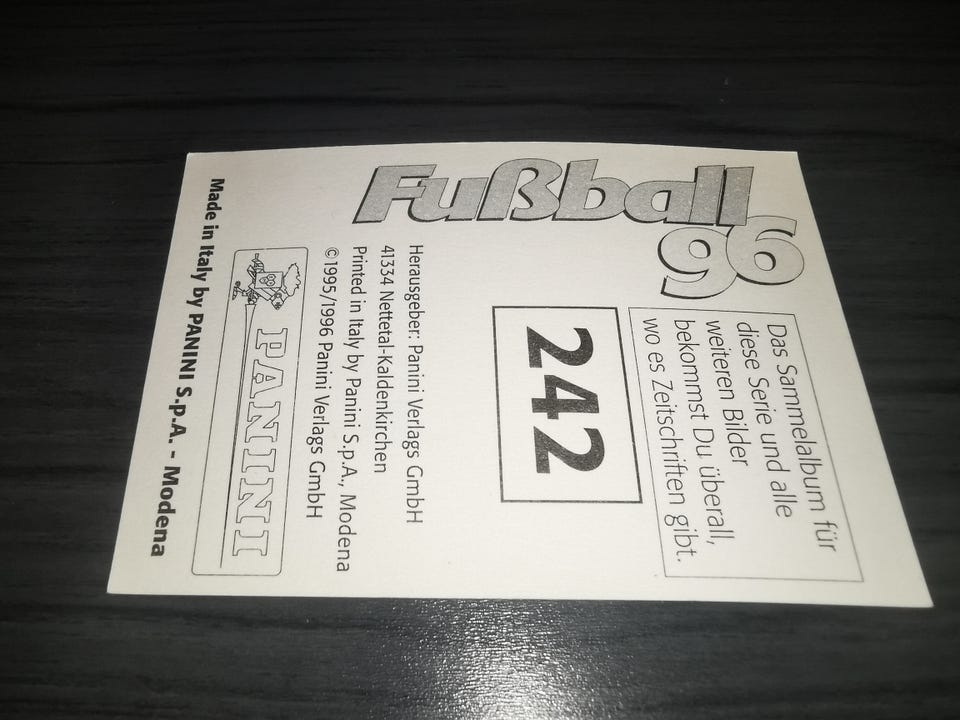 Fußball
96
Das Sammelalbum für
diese Serie und alle
weiteren Bilder
bekommst Du überall,
wo es Zeitschriften gibt.
242
Herausgeber: Panini Verlags GmbH
41334 Nettetal-Kaldenkirchen
Printed in Italy by Panini S.p.A., Modena
©1995/1996 Panini Verlags GmbH
PANINI
Made in Italy by PANINI S.p.A. - Modena